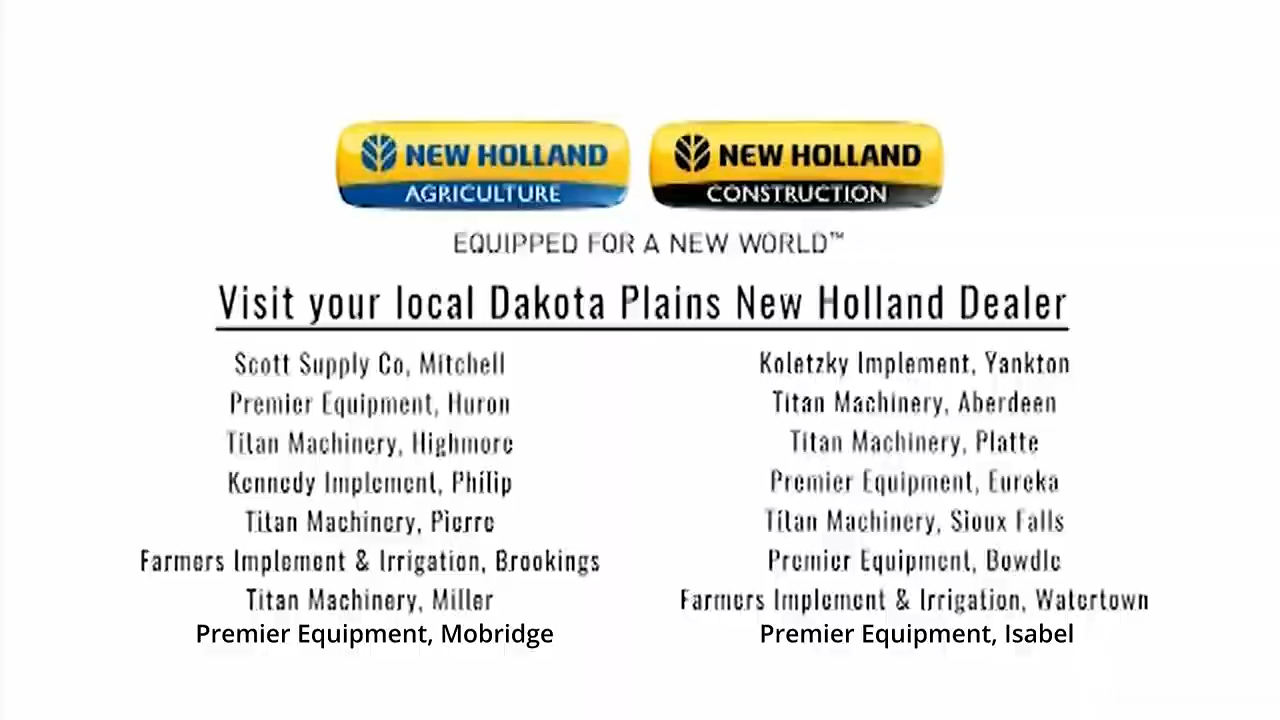 NEW HOLLAND
AGRICULTURE
NEW HOLLAND
CONSTRUCTION
EQUIPPED FOR A NEW WORLD™
Visit your local Dakota Plains New Holland Dealer
Scott Supply Co, Mitchell
Premier Equipment, Huron
Titan Machinery, Highmore
Kennedy Implement, Philip
Titan Machinery, Pierre
Farmers Implement & Irrigation, Brookings
Titan Machinery, Miller
Premier Equipment, Mobridge
Koletzky Implement, Yankton
Titan Machinery, Aberdeen
Titan Machinery, Platte
Premier Equipment, Eureka
Titan Machinery, Sioux Falls
Premier Equipment, Bowdle
Farmers Implement & Irrigation, Watertown
Premier Equipment, Isabel